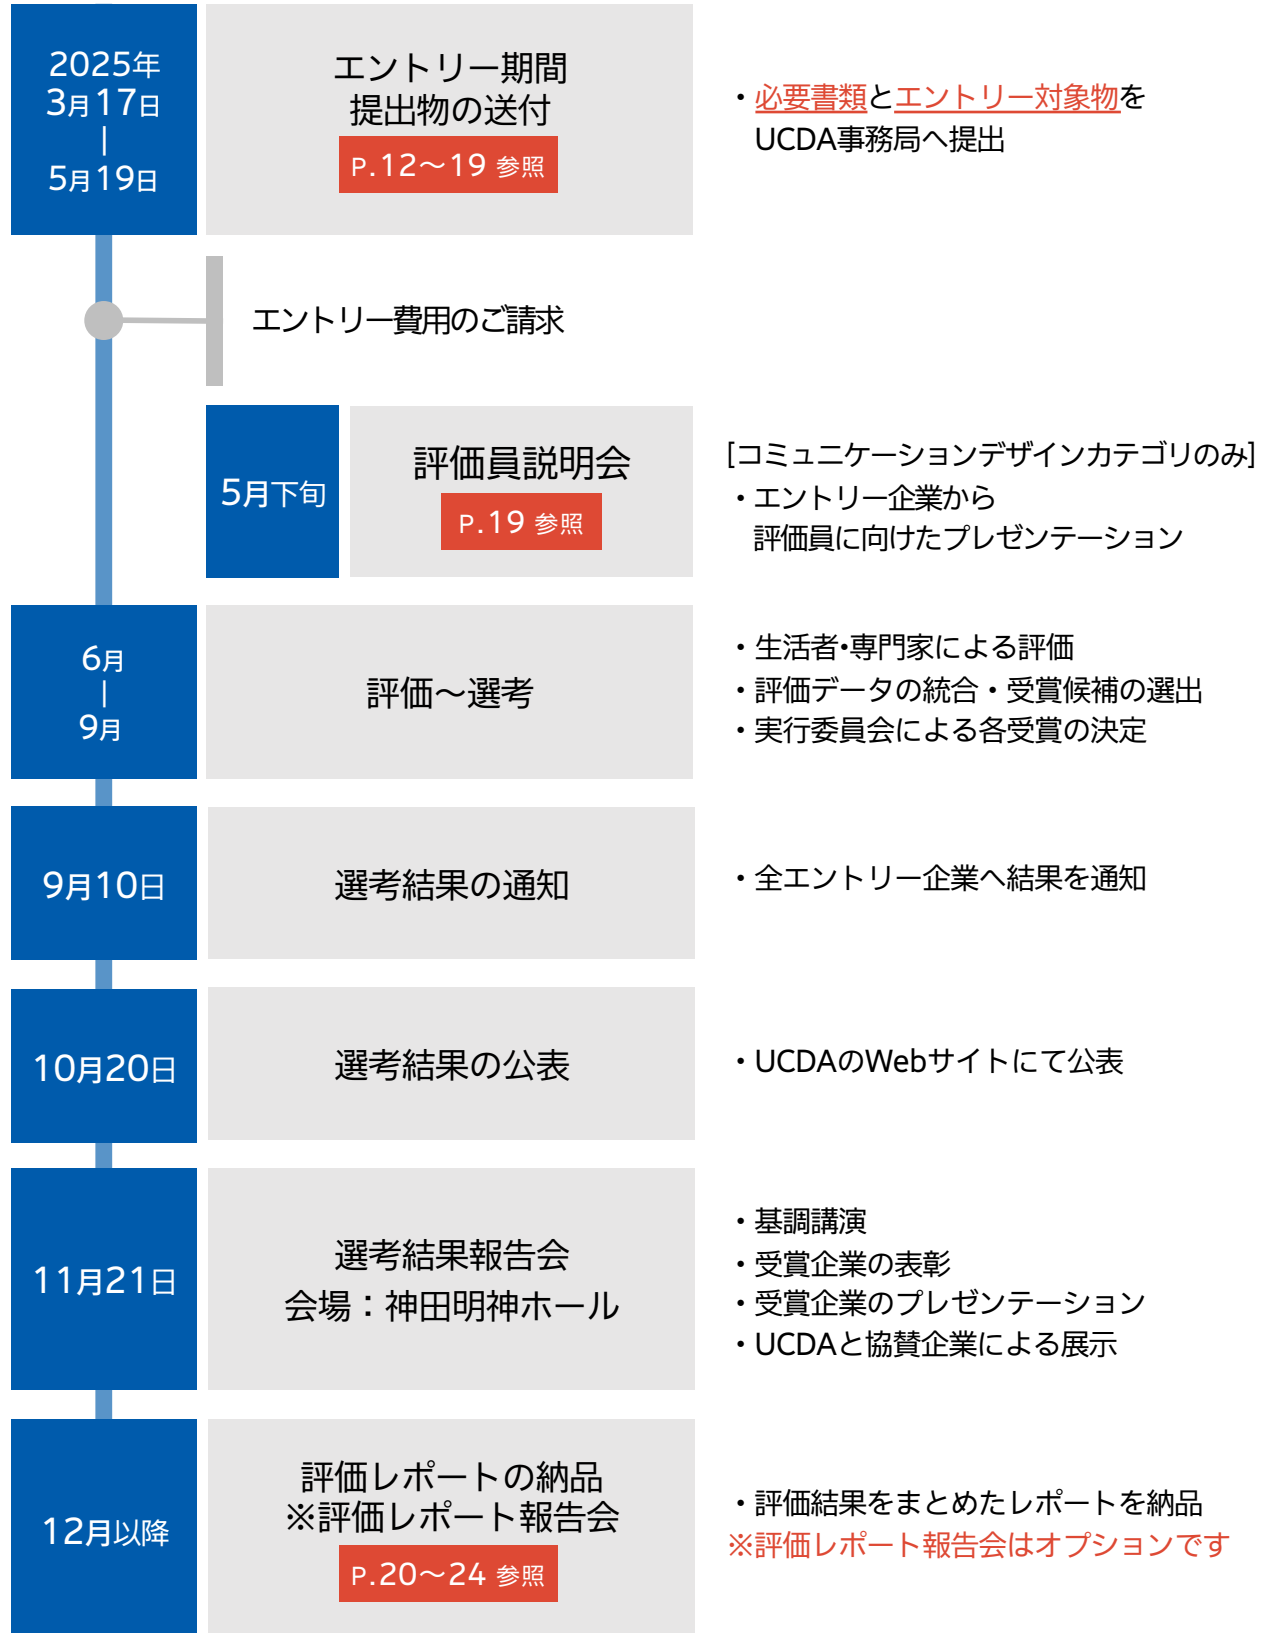 2025年
3月17日
|
5月19日
エントリー期間
提出物の送付
P.12～19 参照
・必要書類とエントリー対象物を
UCDA事務局へ提出
エントリー費用のご請求
5月下旬
評価員説明会
P.19 参照
[コミュニケーションデザインカテゴリのみ]
・エントリー企業から
評価員に向けたプレゼンテーション
6月
|
9月
評価～選考
・生活者・専門家による評価
・評価データの統合・受賞候補の選出
・実行委員会による各受賞の決定
9月10日
選考結果の通知
・全エントリー企業へ結果を通知
10月20日
選考結果の公表
・UCDAのWebサイトにて公表
11月21日
選考結果報告会
会場：神田明神ホール
・基調講演
・受賞企業の表彰
・受賞企業のプレゼンテーション
・UCDAと協賛企業による展示
12月以降
評価レポートの納品
※評価レポート報告会
P.20～24 参照
・評価結果をまとめたレポートを納品
※評価レポート報告会はオプションです